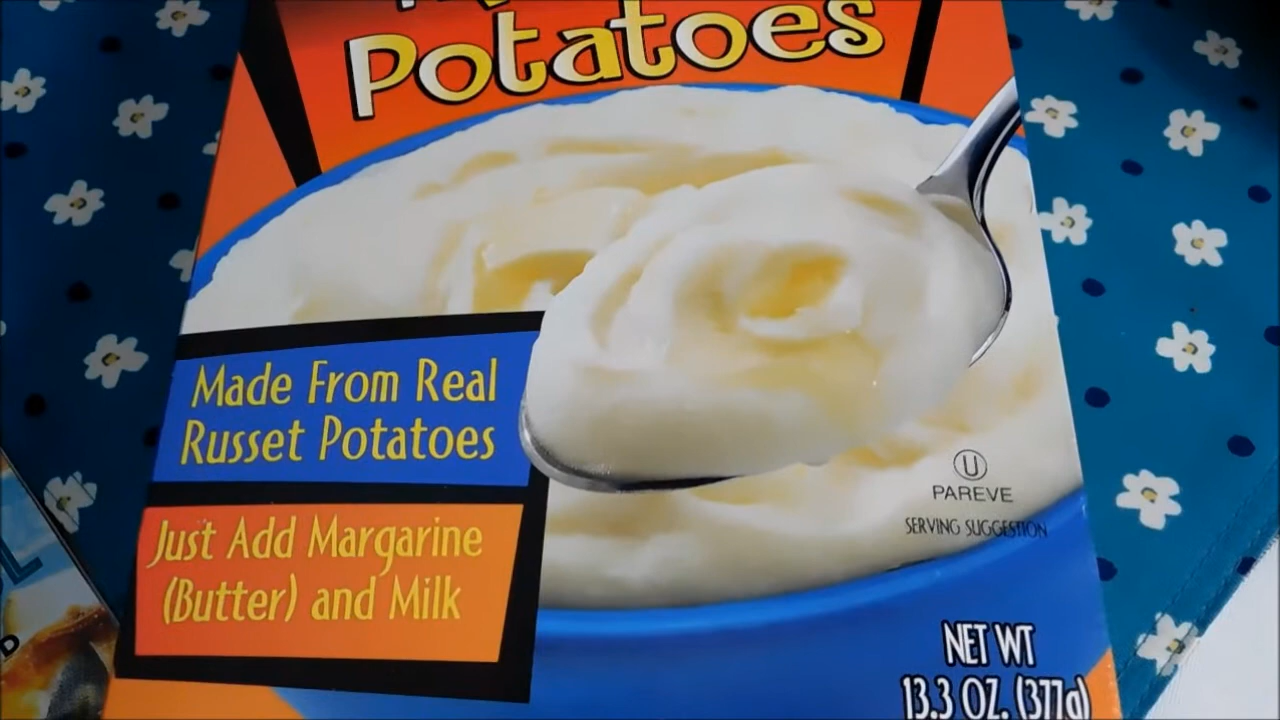 Potatoes
Made From Real
Russet Potatoes
Just Add Margarine
(Butter) and Milk
U
PAREVE
SERVING SUGGESTION
NET WT
13.3 OZ. (377g)